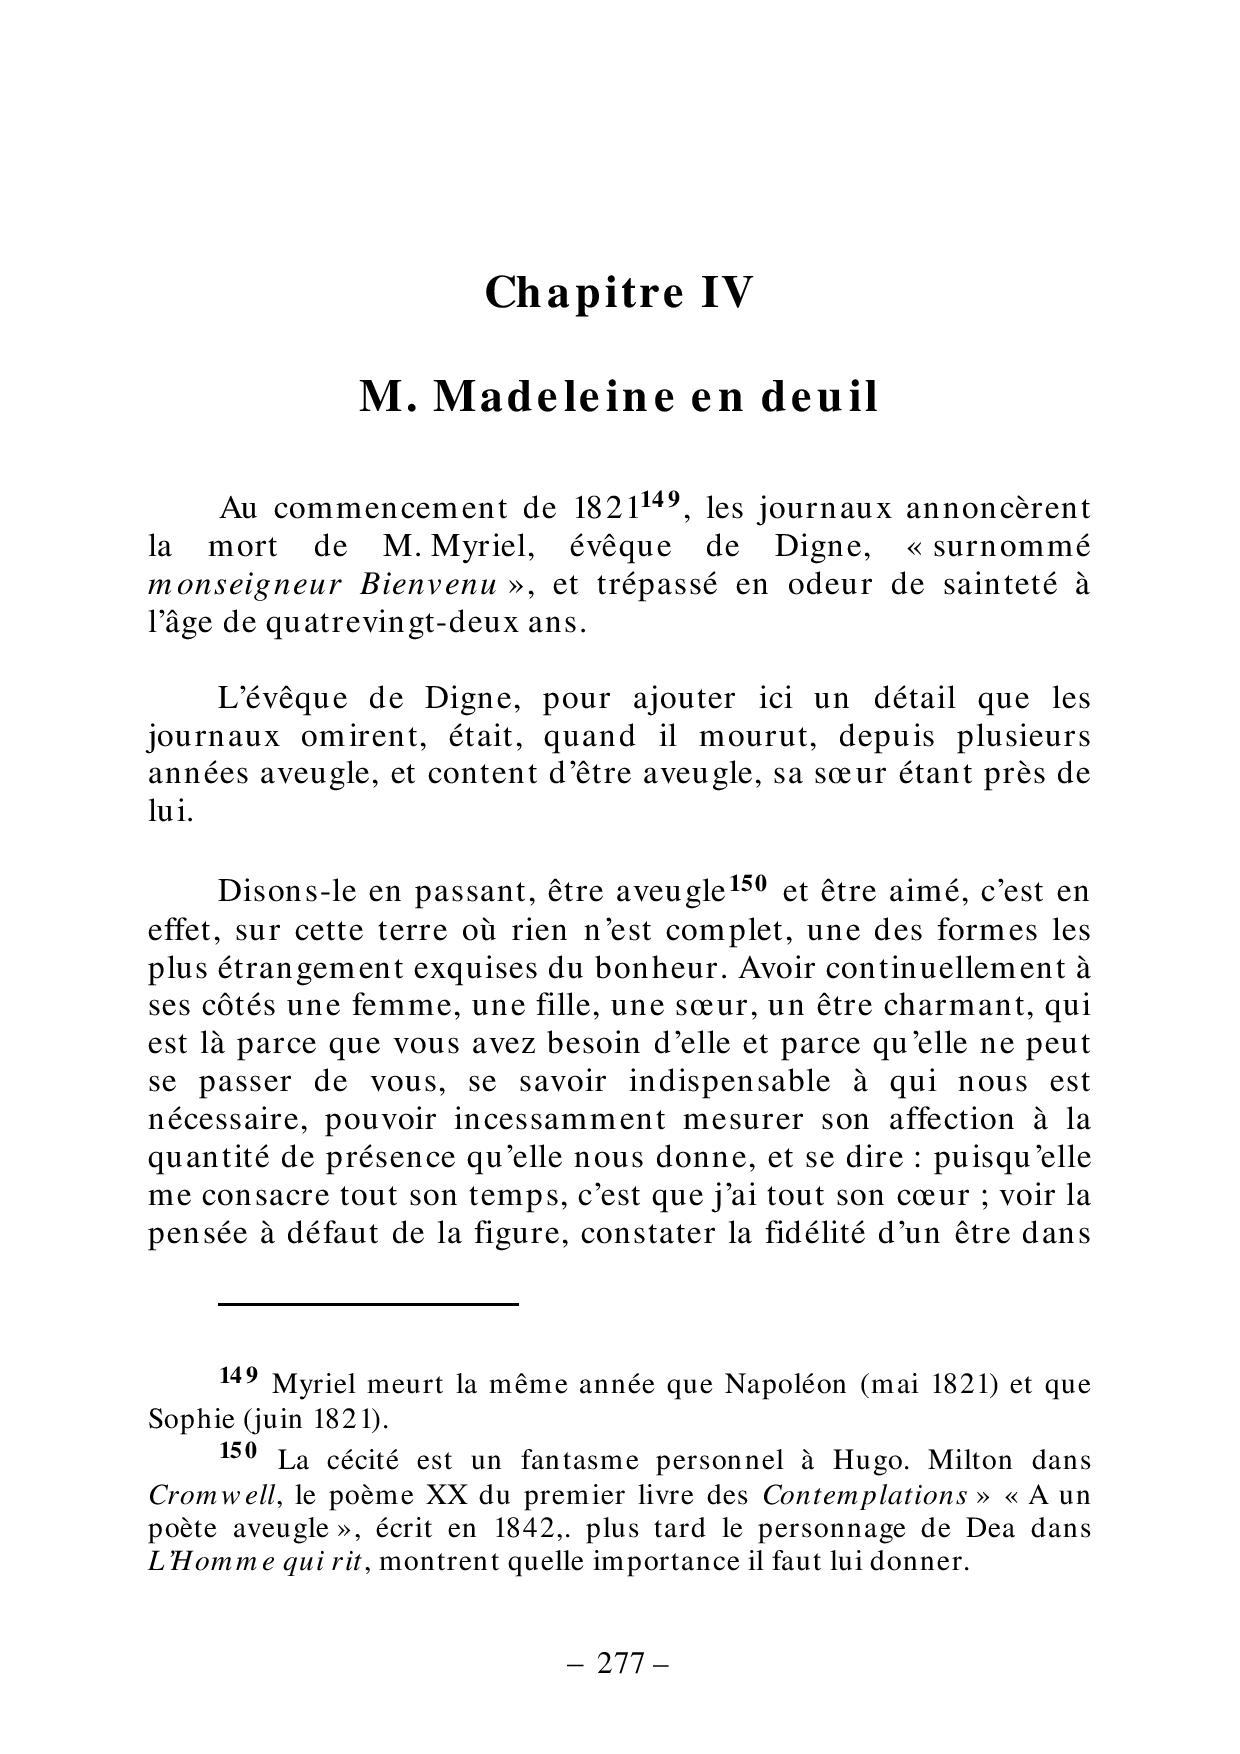 Chapitre IV
M. Madeleine en deuil
Au commencement de 1821149, les journaux annoncèrent
la mort de M. Myriel, évêque de Digne, « surnommé
monseigneur Bienvenu », et trépassé en odeur de sainteté à
l’âge de quatrevingt-deux ans.
L’évêque de Digne, pour ajouter ici un détail que les
journaux omirent, était, quand il mourut, depuis plusieurs
années aveugle, et content d’être aveugle, sa sœur étant près de
lui.
Disons-le en passant, être aveugle150 et être aimé, c’est en
effet, sur cette terre où rien n’est complet, une des formes les
plus étrangement exquises du bonheur. Avoir continuellement à
ses côtés une femme, une fille, une sœur, un être charmant, qui
est là parce que vous avez besoin d’elle et parce qu’elle ne peut
se passer de vous, se savoir indispensable à qui nous est
nécessaire, pouvoir incessamment mesurer son affection à la
quantité de présence qu’elle nous donne, et se dire : puisqu’elle
me consacre tout son temps, c’est que j’ai tout son cœur ; voir la
pensée à défaut de la figure, constater la fidélité d’un être dans
149 Myriel meurt la même année que Napoléon (mai 1821) et que
Sophie (juin 1821).
150 La cécité est un fantasme personnel à Hugo. Milton dans
Cromwell, le poème XX du premier livre des Contemplations » « A un
poète aveugle », écrit en 1842,. plus tard le personnage de Dea dans
L’Homme qui rit, montrent quelle importance il faut lui donner.
– 277 –